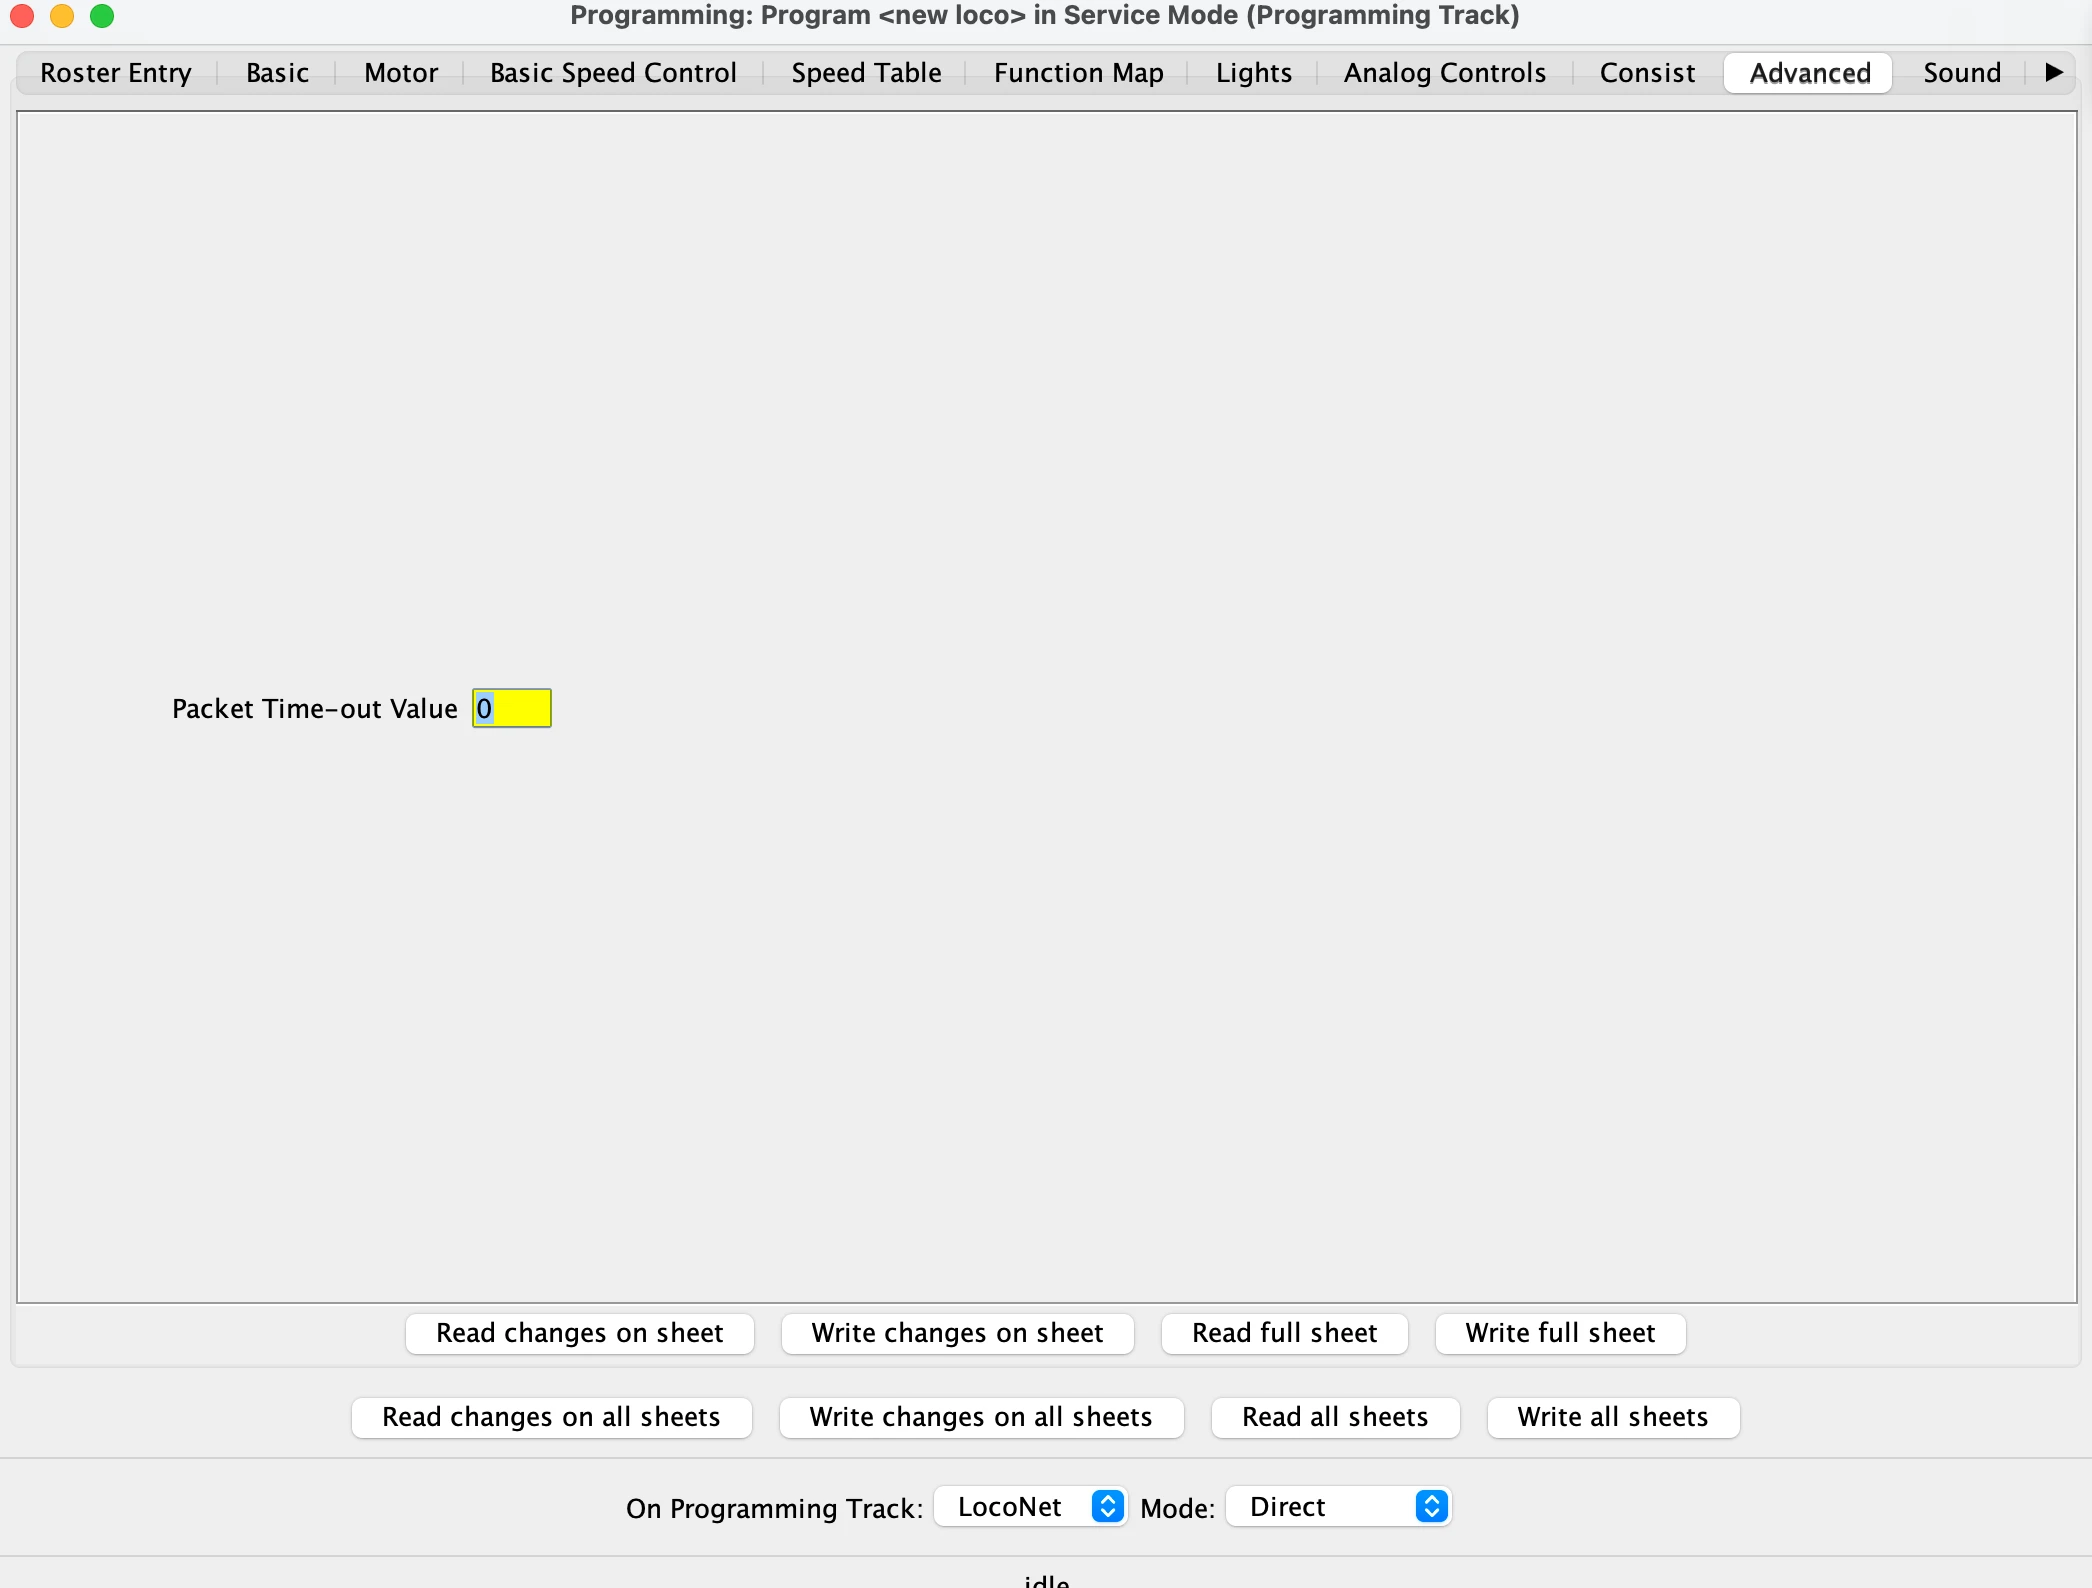 Programming: Program <new loco> in Service Mode (Programming Track)
Roster Entry Basic Motor Basic Speed Control Speed Table Function Map Lights Analog Controls Consist Advanced Sound
Packet Time-out Value 0
Read changes on sheet Write changes on sheet Read full sheet Write full sheet
Read changes on all sheets Write changes on all sheets Read all sheets Write all sheets
On Programming Track: LocoNet Mode: Direct
idle